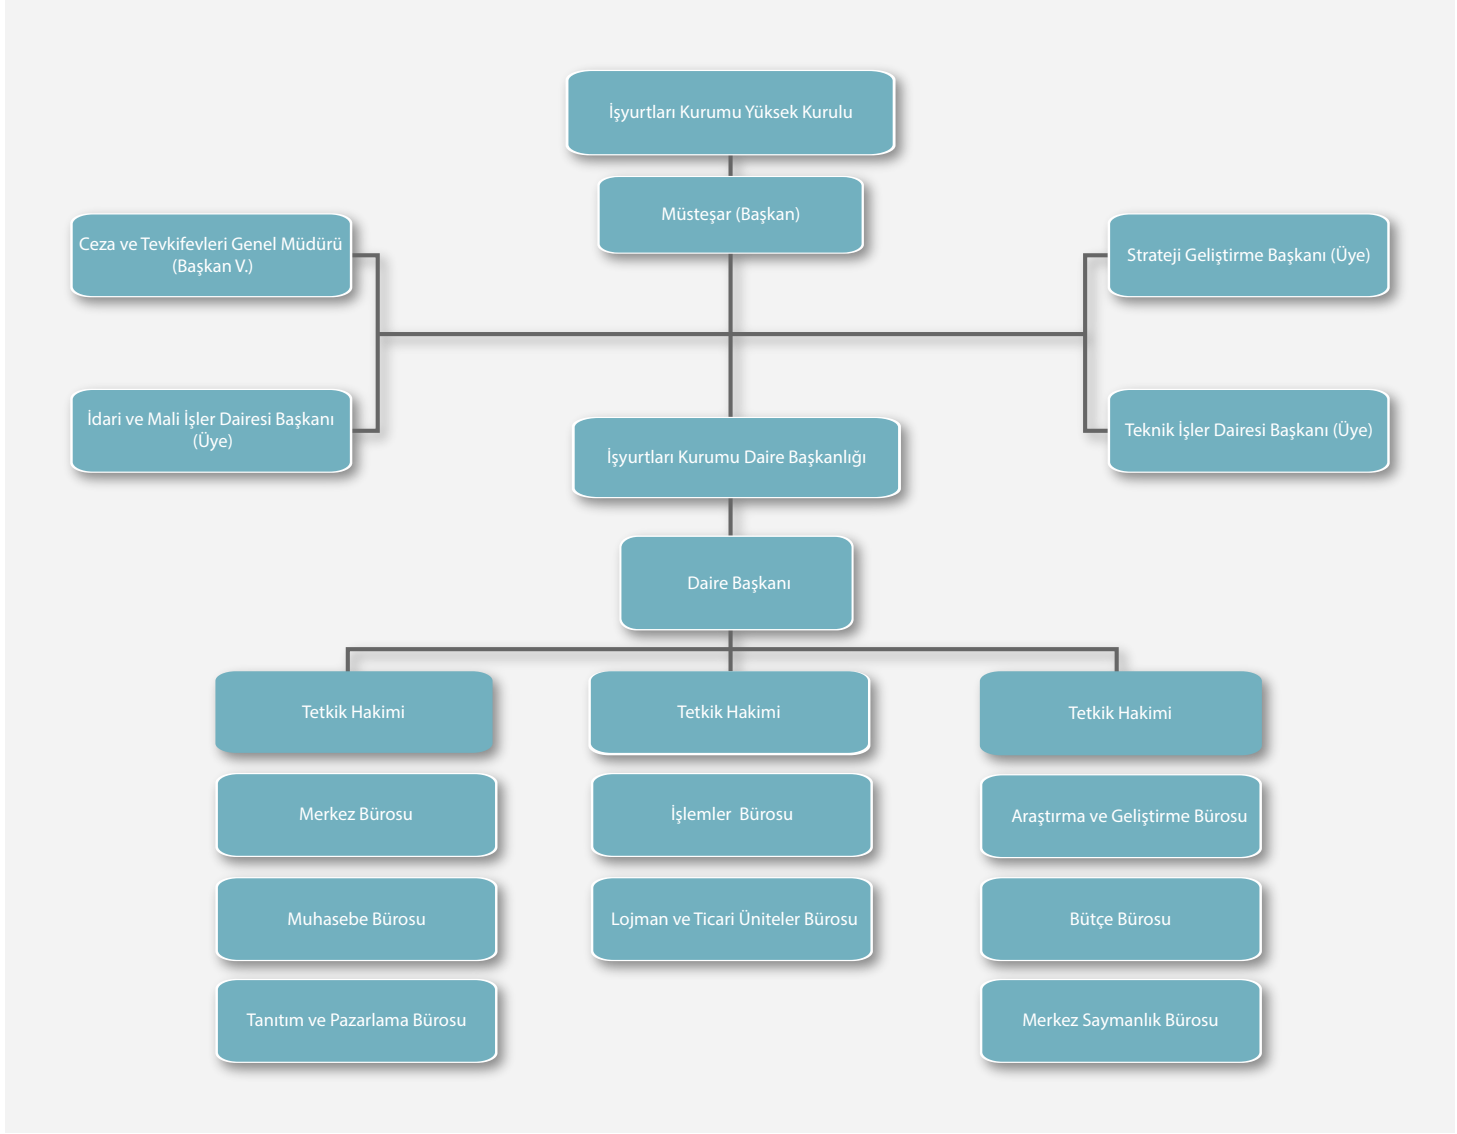 İşyurtları Kurumu Yüksek Kurulu
Müsteşar (Başkan)
Ceza ve Tevkifevleri Genel Müdürü
(Başkan V.)
Strateji Geliştirme Başkanı (Üye)
İdari ve Mali İşler Dairesi Başkanı
(Üye)
Teknik İşler Dairesi Başkanı (Üye)
İşyurtları Kurumu Daire Başkanlığı
Daire Başkanı
Tetkik Hakimi
Tetkik Hakimi
Tetkik Hakimi
Merkez Bürosu
İşlemler Bürosu
Araştırma ve Geliştirme Bürosu
Muhasebe Bürosu
Lojman ve Ticari Üniteler Bürosu
Bütçe Bürosu
Tanıtım ve Pazarlama Bürosu
Merkez Saymanlık Bürosu